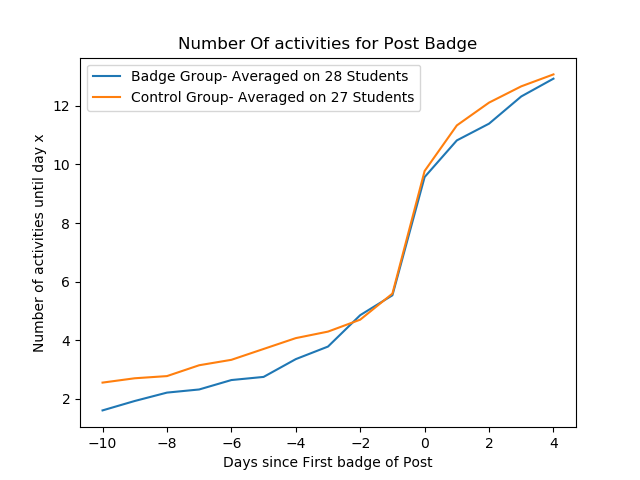 Number Of activities for Post Badge
Badge Group- Averaged on 28 Students
Control Group- Averaged on 27 Students
Number of activities until day x
12
10
8
6
4
2
−10 −8 −6 −4 −2 0 2 4
Days since First badge of Post